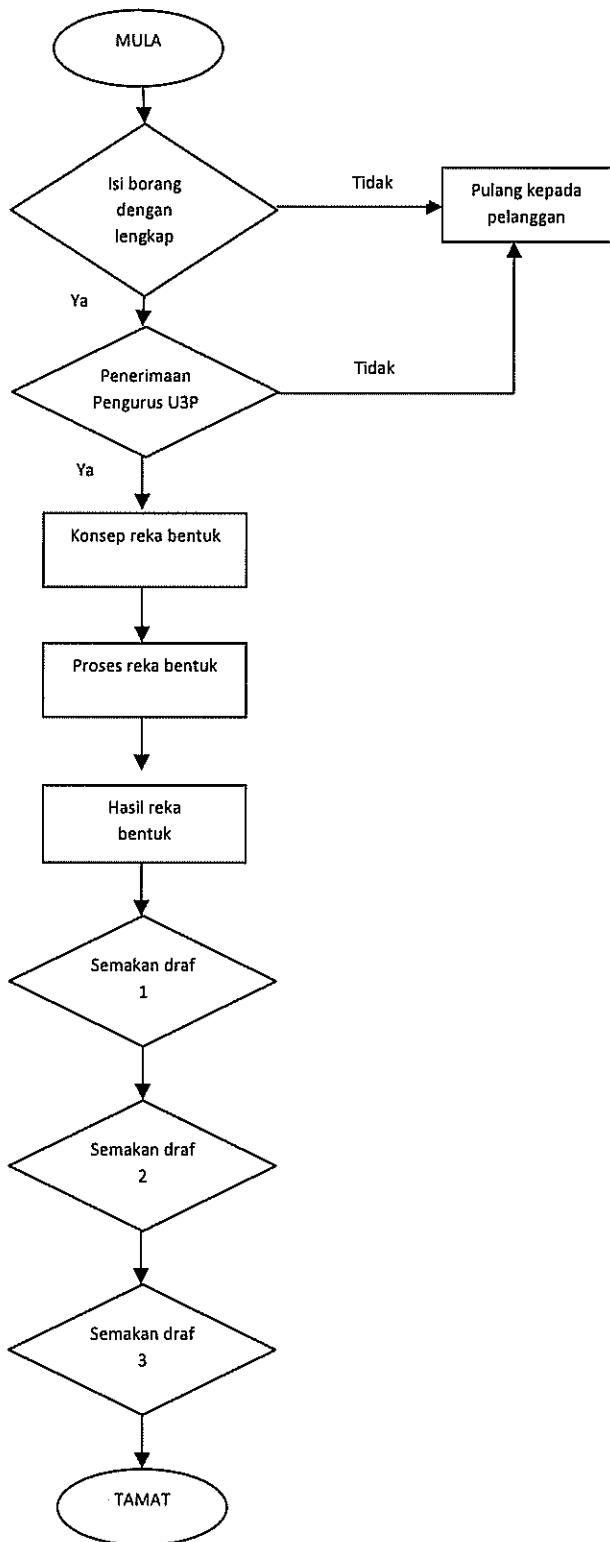 MULA
Isi borang
dengan
lengkap
Tidak
Pulang kepada
pelanggan
Ya
Penerimaan
Pengurus U3P
Tidak
Ya
Konsep reka bentuk
Proses reka bentuk
Hasil reka
bentuk
Semakan draf
1
Semakan draf
2
Semakan draf
3
TAMAT